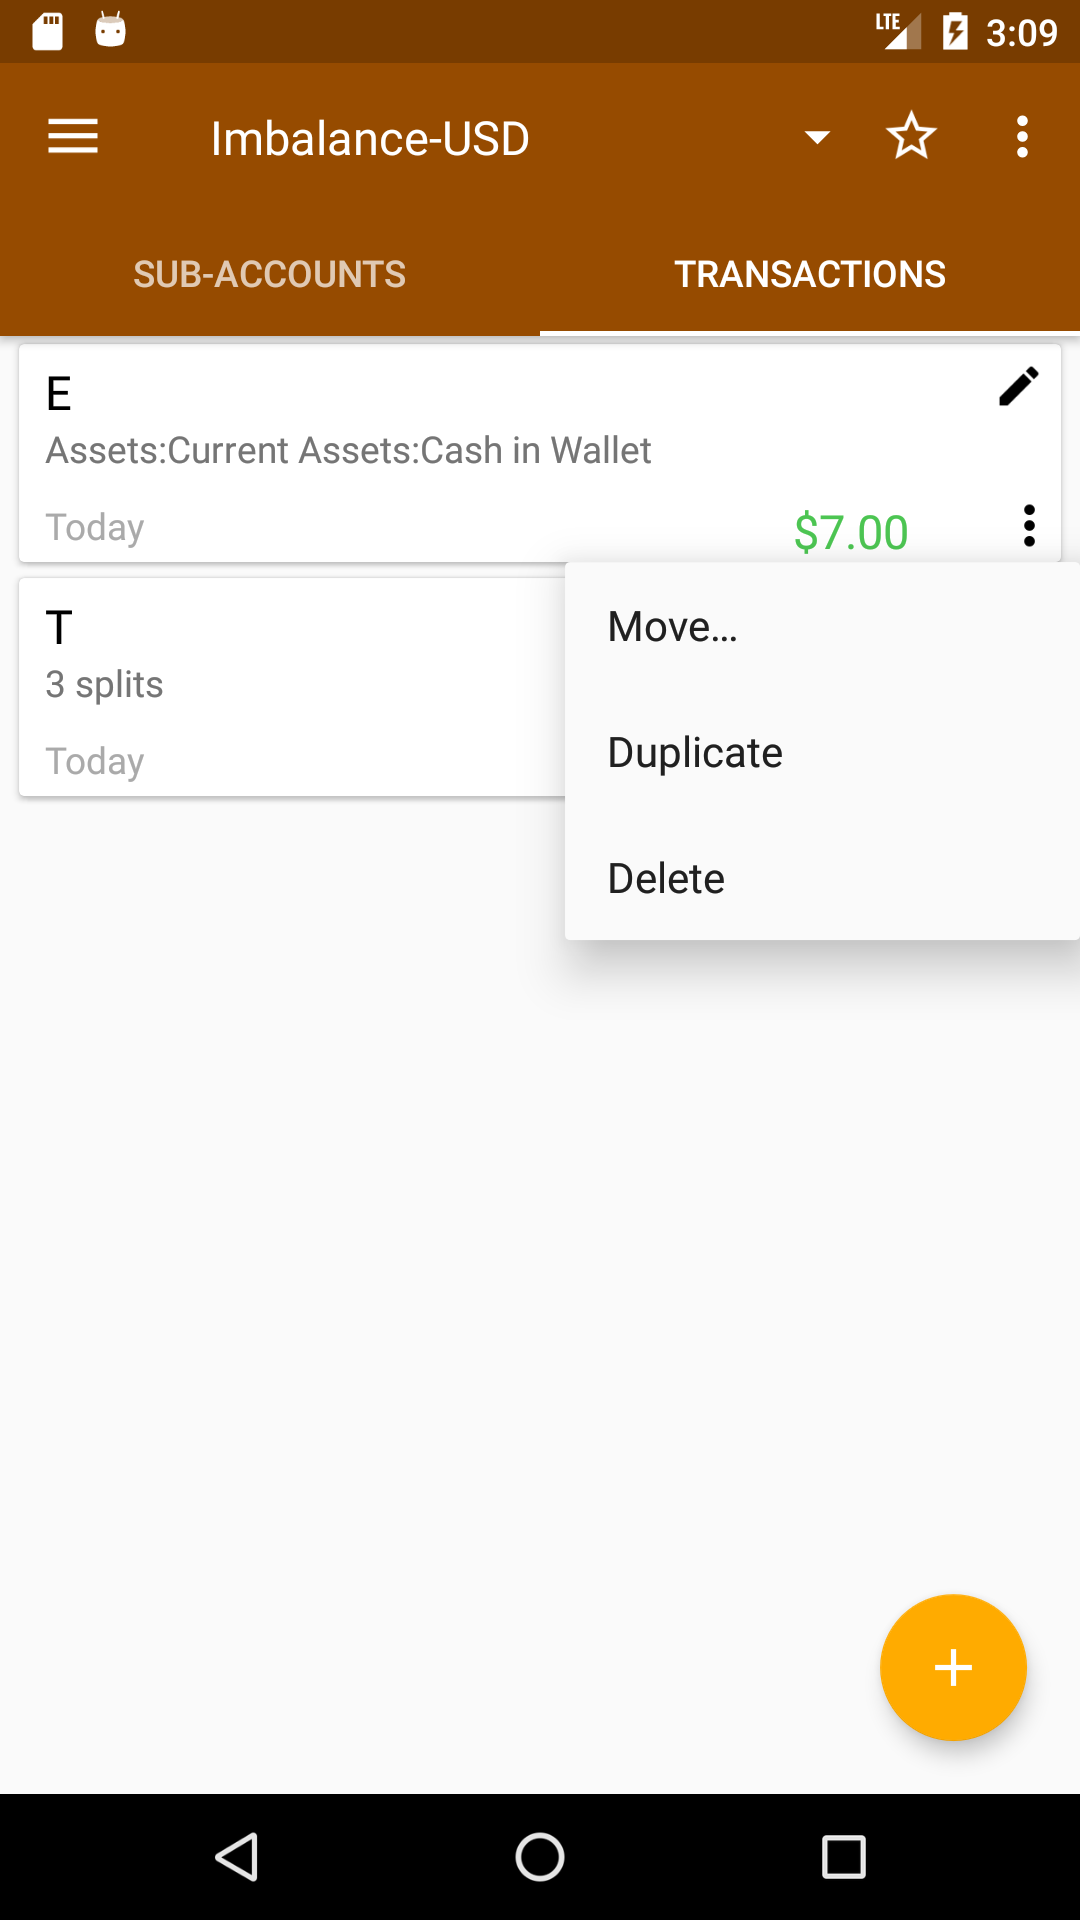 LTE 3:09
Imbalance-USD
SUB-ACCOUNTS TRANSACTIONS
E
Assets:Current Assets:Cash in Wallet
Today $7.00
T
3 splits
Today
Move…
Duplicate
Delete